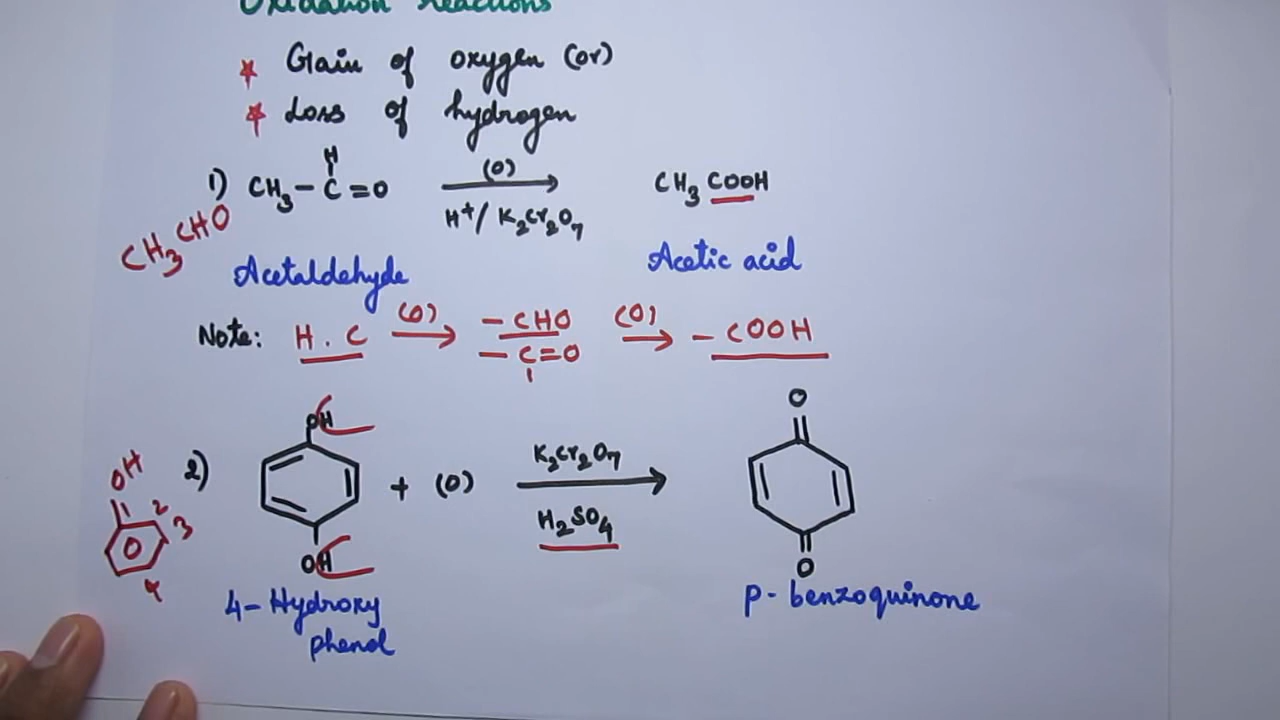 Oxidation reactions
* Gain of oxygen (or)
* Loss of hydrogen
1) CH₃ – C = O
H
(O)
H⁺/ K₂Cr₂O₇
CH₃ COOH
CH₃CHO
Acetaldehyde
Acetic acid
Note: H . C (O) → – CHO (O) → – COOH
– C = O
2)
OH
OH
+ (O)
K₂Cr₂O₇
H₂SO₄
O
O
OH
1
2
3
4
4 - Hydroxy
phenol
p - benzoquinone